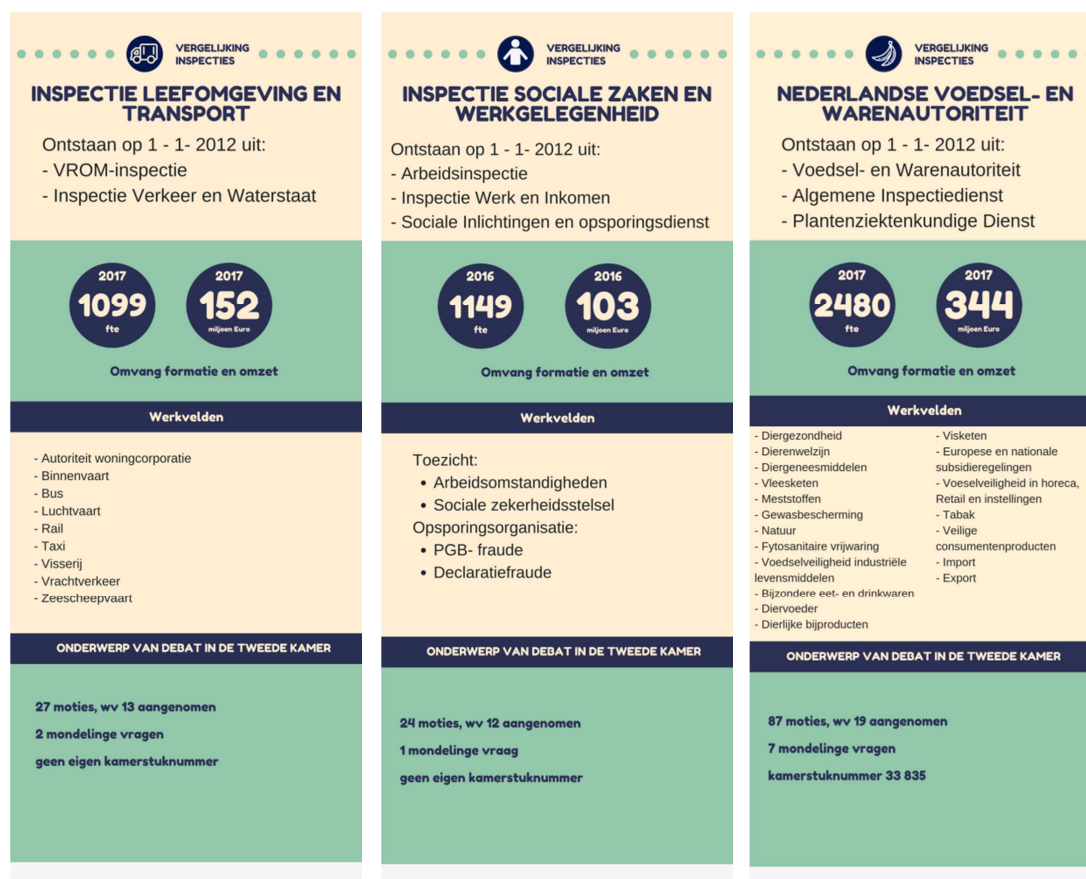 VERGELIJKING
INSPECTIES
INSPECTIE LEEFOMGEVING EN
TRANSPORT
Ontstaan op 1 - 1- 2012 uit:
- VROM-inspectie
- Inspectie Verkeer en Waterstaat
2017
1099
fte
2017
152
miljoen Euro
Omvang formatie en omzet
Werkvelden
- Autoriteit woningcorporatie
- Binnenvaart
- Bus
- Luchtvaart
- Rail
- Taxi
- Visserij
- Vrachtverkeer
- Zeescheepvaart
ONDERWERP VAN DEBAT IN DE TWEEDE KAMER
27 moties, wv 13 aangenomen
2 mondelinge vragen
geen eigen kamerstuknummer
VERGELIJKING
INSPECTIES
INSPECTIE SOCIALE ZAKEN EN
WERKGELEGENHEID
Ontstaan op 1 - 1- 2012 uit:
- Arbeidsinspectie
- Inspectie Werk en Inkomen
- Sociale Inlichtingen en opsporingsdienst
2016
1149
fte
2016
103
miljoen Euro
Omvang formatie en omzet
Werkvelden
Toezicht:
• Arbeidsomstandigheden
• Sociale zekerheidsstelsel
Opsporingsorganisatie:
• PGB- fraude
• Declaratiefraude
ONDERWERP VAN DEBAT IN DE TWEEDE KAMER
24 moties, wv 12 aangenomen
1 mondelinge vraag
geen eigen kamerstuknummer
VERGELIJKING
INSPECTIES
NEDERLANDSE VOEDSEL- EN
WARENAUTORITEIT
Ontstaan op 1 - 1- 2012 uit:
- Voedsel- en Warenautoriteit
- Algemene Inspectiedienst
- Plantenziektenkundige Dienst
2017
2480
fte
2017
344
miljoen Euro
Omvang formatie en omzet
Werkvelden
- Diergezondheid
- Dierenwelzijn
- Diergeneesmiddelen
- Vleesketen
- Meststoffen
- Gewasbescherming
- Natuur
- Fytosanitaire vrijwaring
- Voedselveiligheid industriële
levensmiddelen
- Bijzondere eet- en drinkwaren
- Diervoeder
- Dierlijke bijproducten
- Visketen
- Europese en nationale
subsidieregelingen
- Voeselveiligheid in horeca,
Retail en instellingen
- Tabak
- Veilige
consumentenproducten
- Import
- Export
ONDERWERP VAN DEBAT IN DE TWEEDE KAMER
87 moties, wv 19 aangenomen
7 mondelinge vragen
kamerstuknummer 33 835